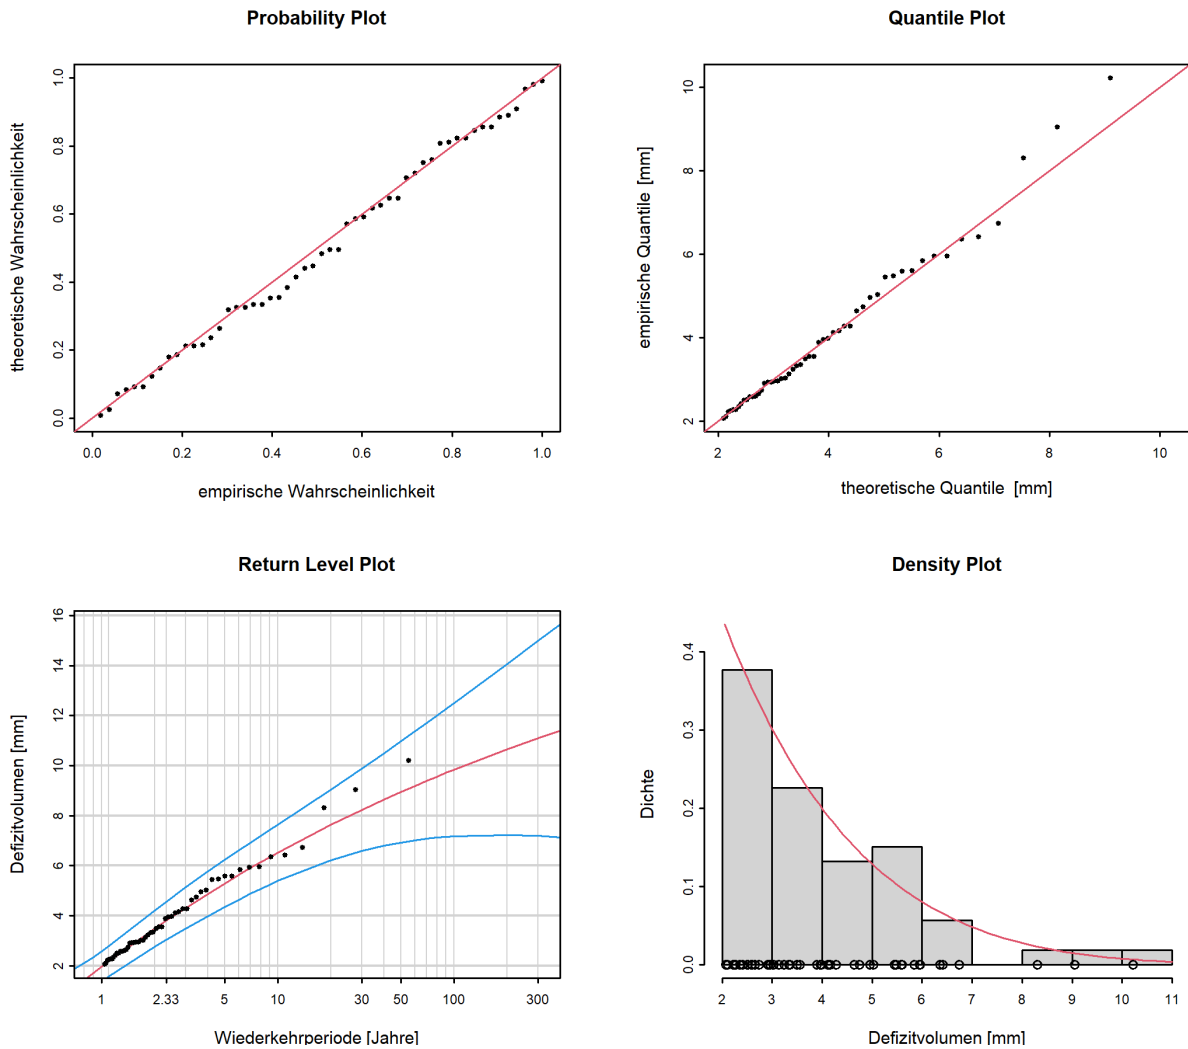 Probability Plot
theoretische Wahrscheinlichkeit
1.0
0.8
0.6
0.4
0.2
0.0
0.0 0.2 0.4 0.6 0.8 1.0
empirische Wahrscheinlichkeit
Quantile Plot
empirische Quantile [mm]
10
8
6
4
2
2 4 6 8 10
theoretische Quantile [mm]
Return Level Plot
Defizitvolumen [mm]
16
14
12
10
8
6
4
2
1 2.33 5 10 30 50 100 300
Wiederkehrperiode [Jahre]
Density Plot
Dichte
0.4
0.3
0.2
0.1
0.0
2 3 4 5 6 7 8 9 10 11
Defizitvolumen [mm]